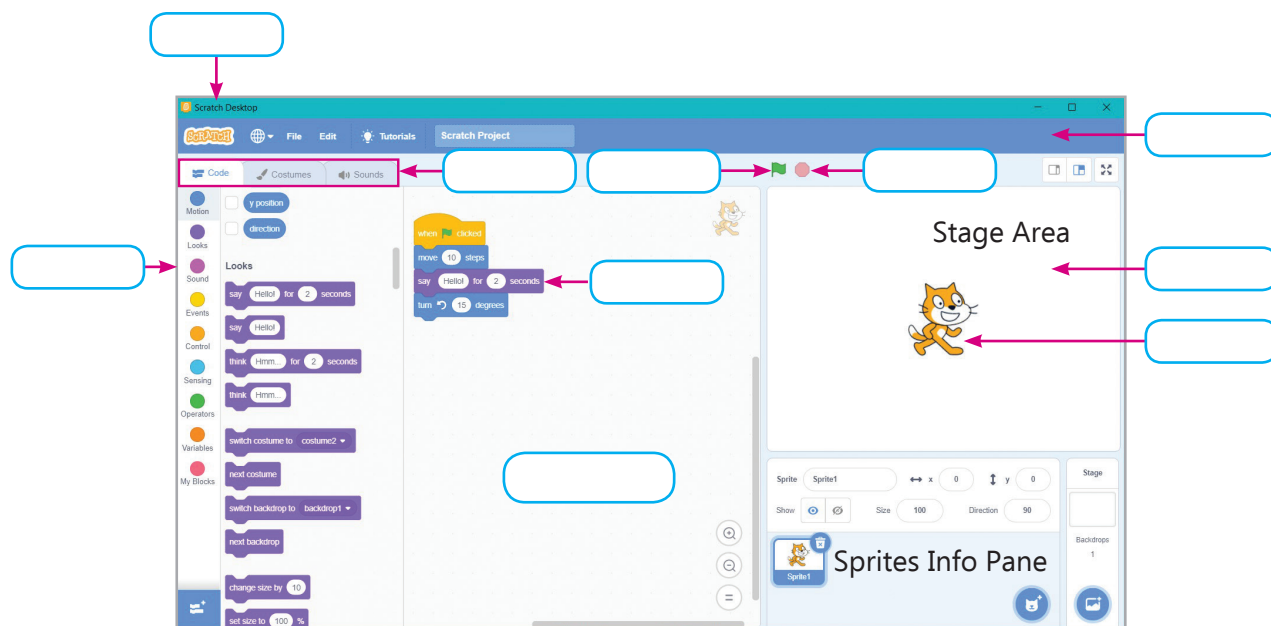 Scratch Desktop
SCRATCH File Edit Tutorials Scratch Project
Code Costumes Sounds
Motion
Looks
Sound
Events
Control
Sensing
Operators
Variables
My Blocks
y position
direction
Looks
say Hello! for 2 seconds
say Hello!
think Hmm... for 2 seconds
think Hmm...
switch costume to costume2
next costume
switch backdrop to backdrop1
next backdrop
change size by 10
set size to 100 %
when clicked
move 10 steps
say Hello! for 2 seconds
turn 15 degrees
Stage Area
Sprite Sprite1 x 0 y 0
Show Size 100 Direction 90
Sprite1
Sprites Info Pane
Stage
Backdrops
1